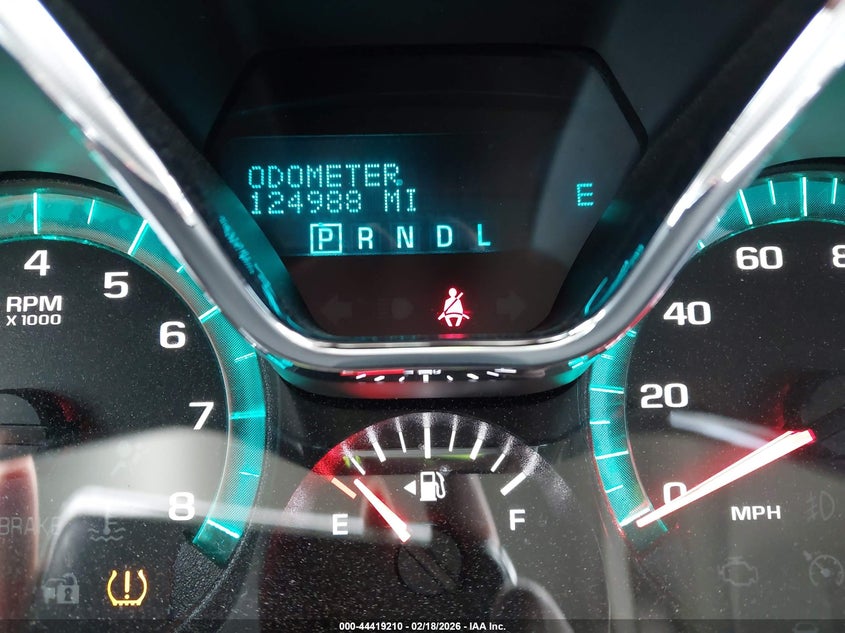 ODOMETER
124988 MI
E
P R N D L
4
5
6
7
8
RPM
X 1000
BRAKE
E
F
0
20
40
60
8
MPH
000-44419210 - 02/18/2026 - IAA Inc.